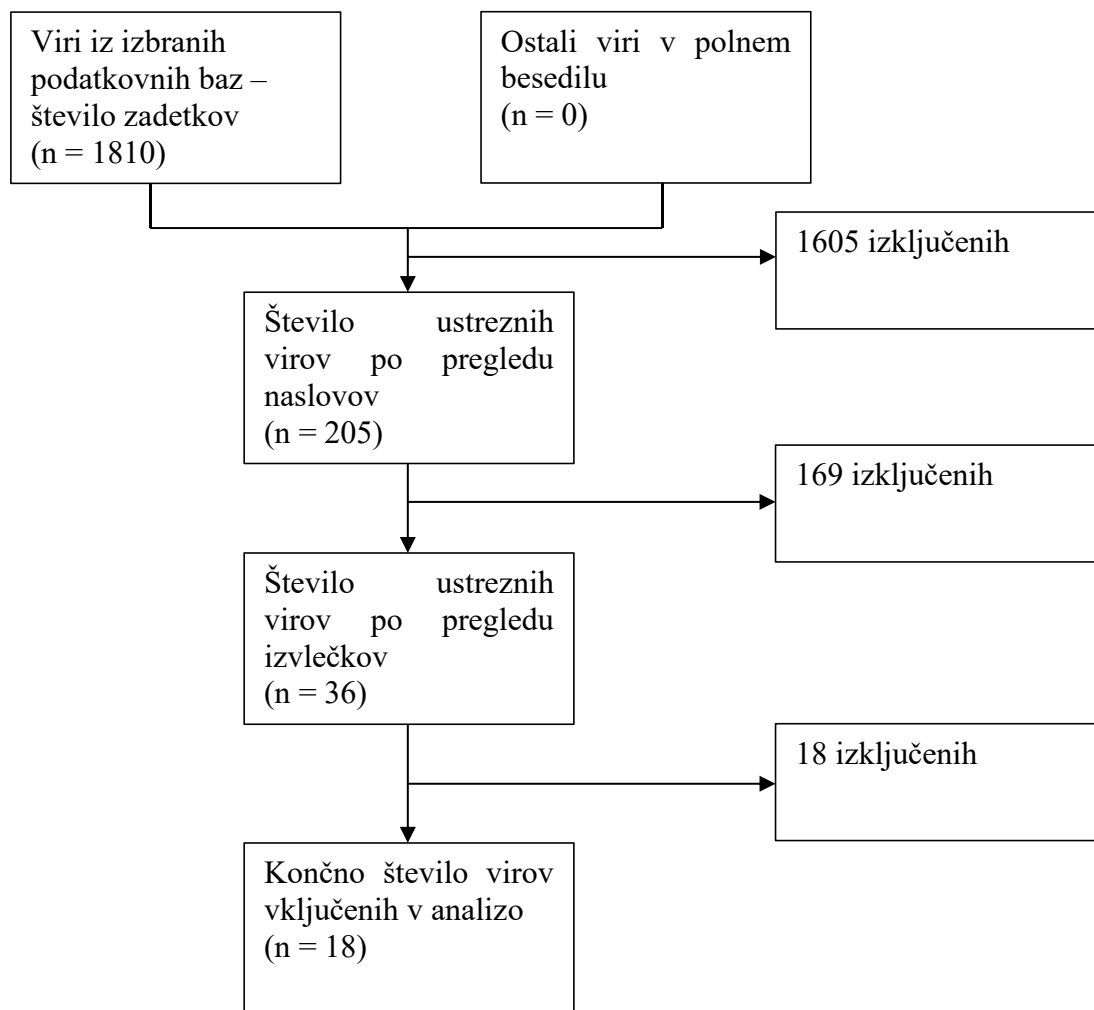 Viri iz izbranih
podatkovnih baz –
število zadetkov
(n = 1810)
Ostali viri v polnem
besedilu
(n = 0)
1605 izključenih
Število ustreznih
virov po pregledu
naslovov
(n = 205)
169 izključenih
Število ustreznih
virov po pregledu
izvlečkov
(n = 36)
18 izključenih
Končno število virov
vključenih v analizo
(n = 18)